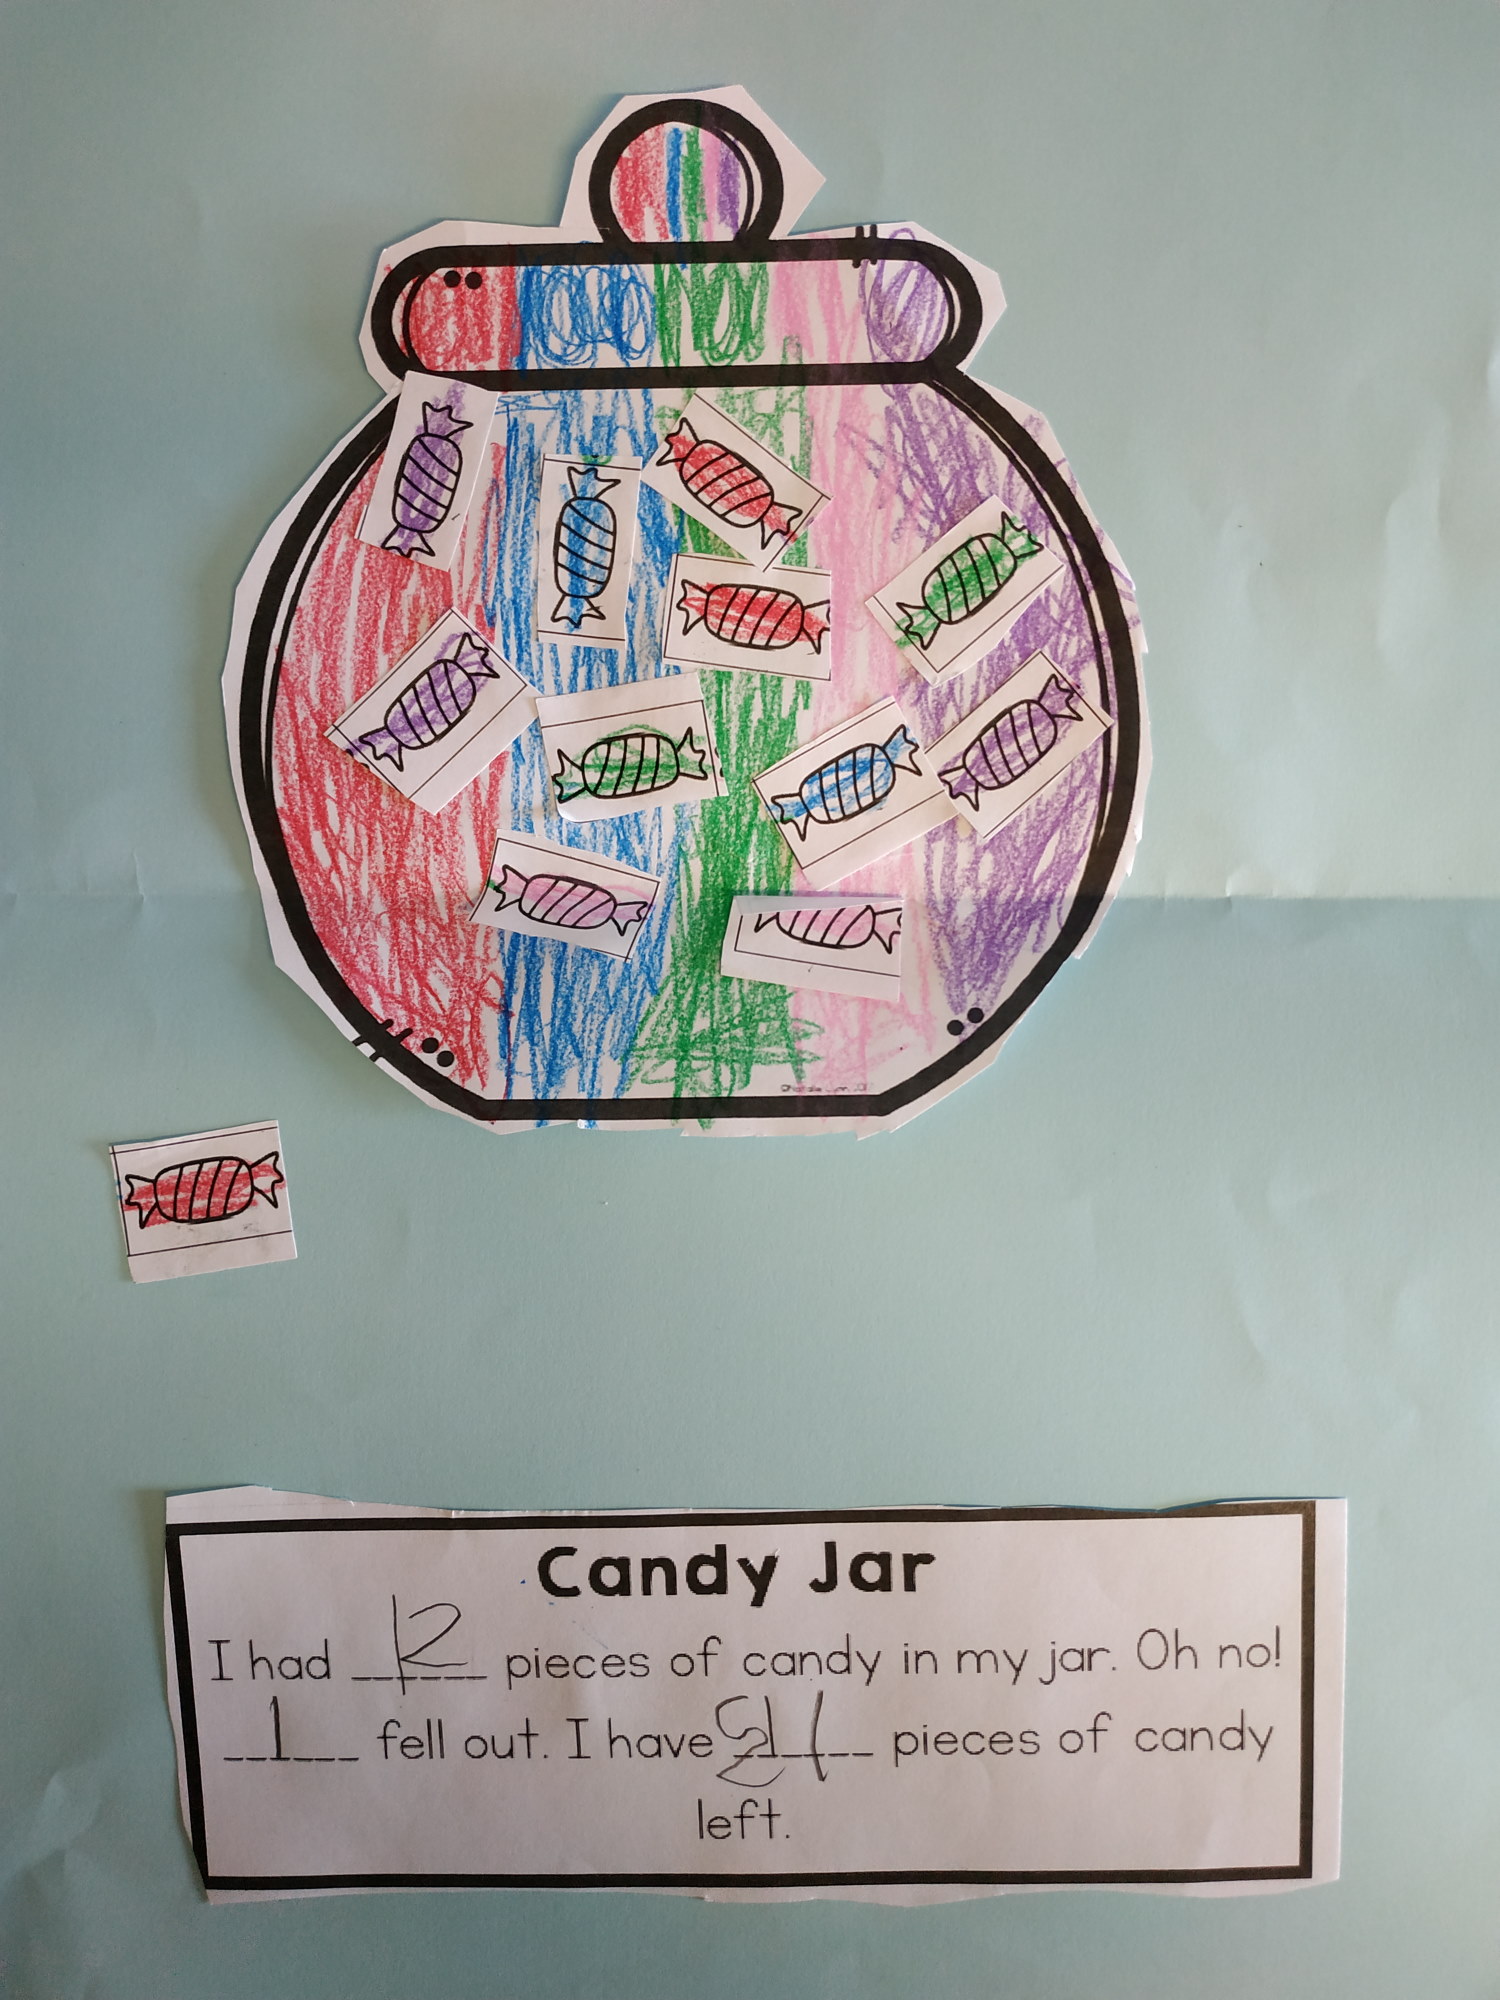 Candy Jar
I had 12 pieces of candy in my jar. Oh no!
1 fell out. I have pieces of candy
left.